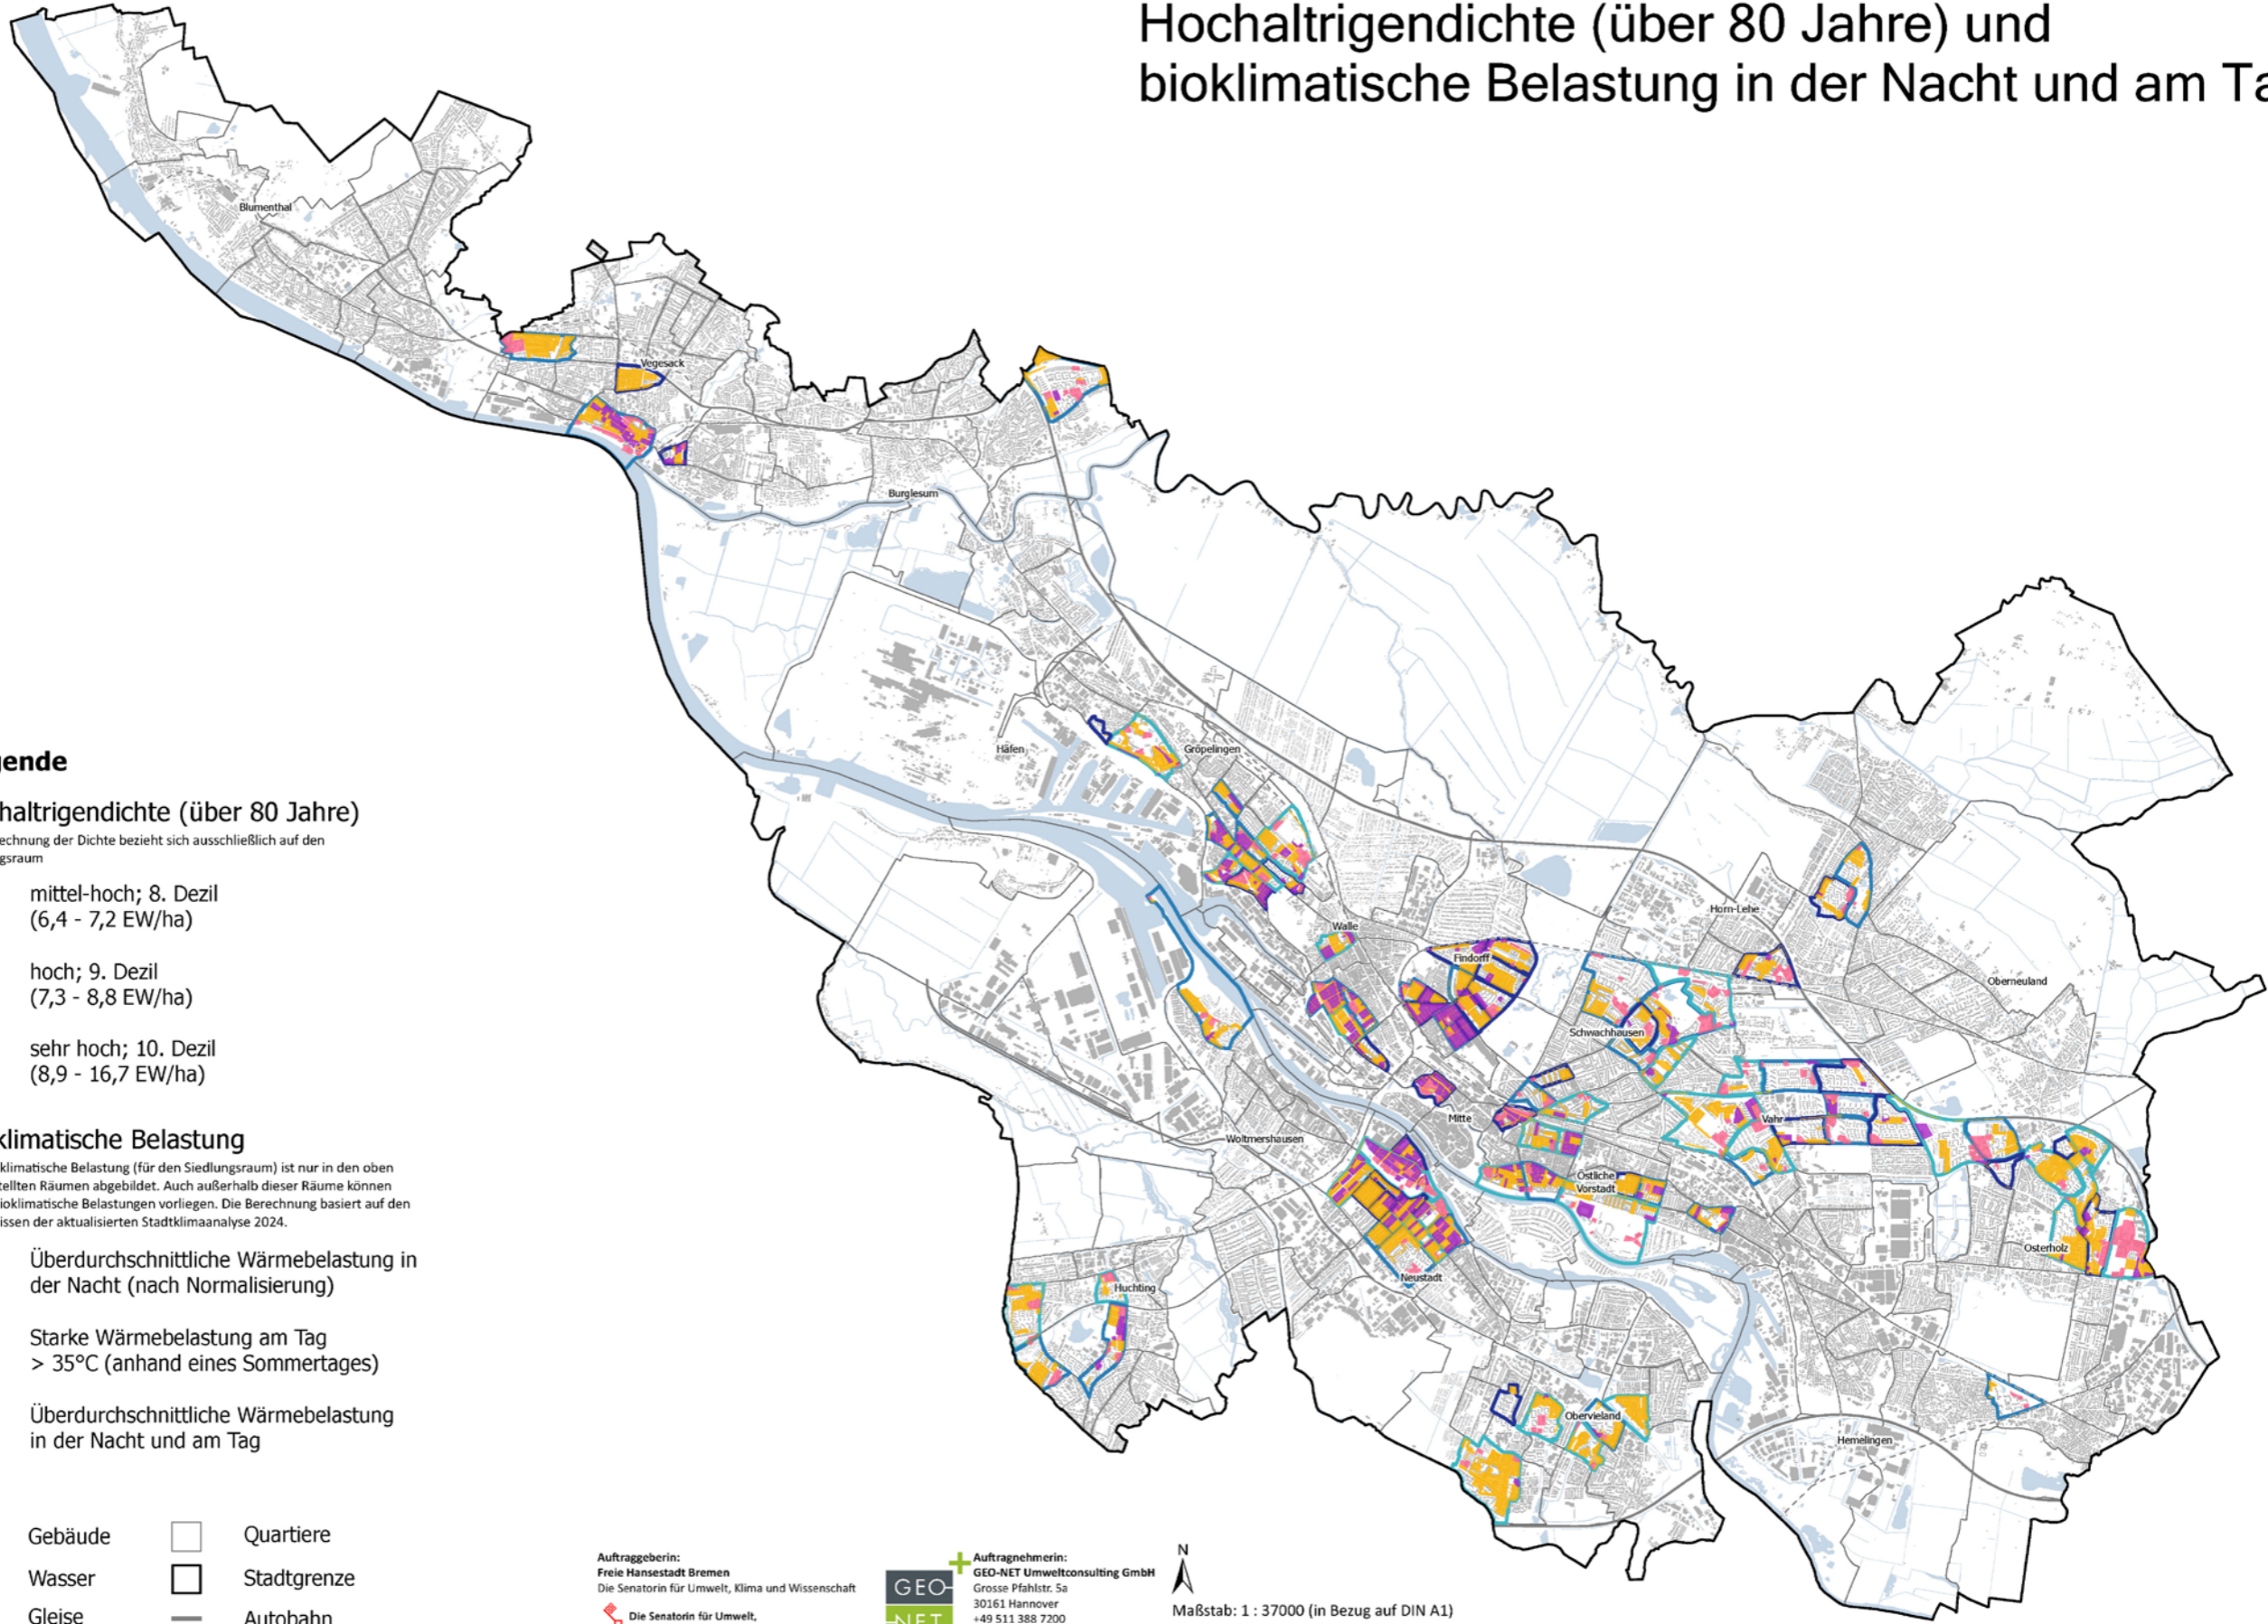 Hochaltrigendichte (über 80 Jahre) und
bioklimatische Belastung in der Nacht und am Ta
Blumenthal
Vegesack
Burglesum
Häfen
Gröpelingen
Walle
Findorff
Horn-Lehe
Oberneuland
Schwachhausen
Mitte
Vahr
Woltmershausen
Östliche
Vorstadt
Osterholz
Neustadt
Huchting
Obervieland
Hemelingen
gende
haltrigendichte (über 80 Jahre)
echnung der Dichte bezieht sich ausschließlich auf den
gsraum
mittel-hoch; 8. Dezil
(6,4 - 7,2 EW/ha)
hoch; 9. Dezil
(7,3 - 8,8 EW/ha)
sehr hoch; 10. Dezil
(8,9 - 16,7 EW/ha)
klimatische Belastung
klimatische Belastung (für den Siedlungsraum) ist nur in den oben
tellten Räumen abgebildet. Auch außerhalb dieser Räume können
ioklimatische Belastungen vorliegen. Die Berechnung basiert auf den
issen der aktualisierten Stadtklimaanalyse 2024.
Überdurchschnittliche Wärmebelastung in
der Nacht (nach Normalisierung)
Starke Wärmebelastung am Tag
> 35°C (anhand eines Sommertages)
Überdurchschnittliche Wärmebelastung
in der Nacht und am Tag
Gebäude Quartiere
Wasser Stadtgrenze
Gleise Autobahn
Auftraggeberin:
Freie Hansestadt Bremen
Die Senatorin für Umwelt, Klima und Wissenschaft
Die Senatorin für Umwelt,
GEO-
NET
Auftragnehmerin:
GEO-NET Umweltconsulting GmbH
Grosse Pfahlstr. 5a
30161 Hannover
+49 511 388 7200
N
Maßstab: 1 : 37000 (in Bezug auf DIN A1)